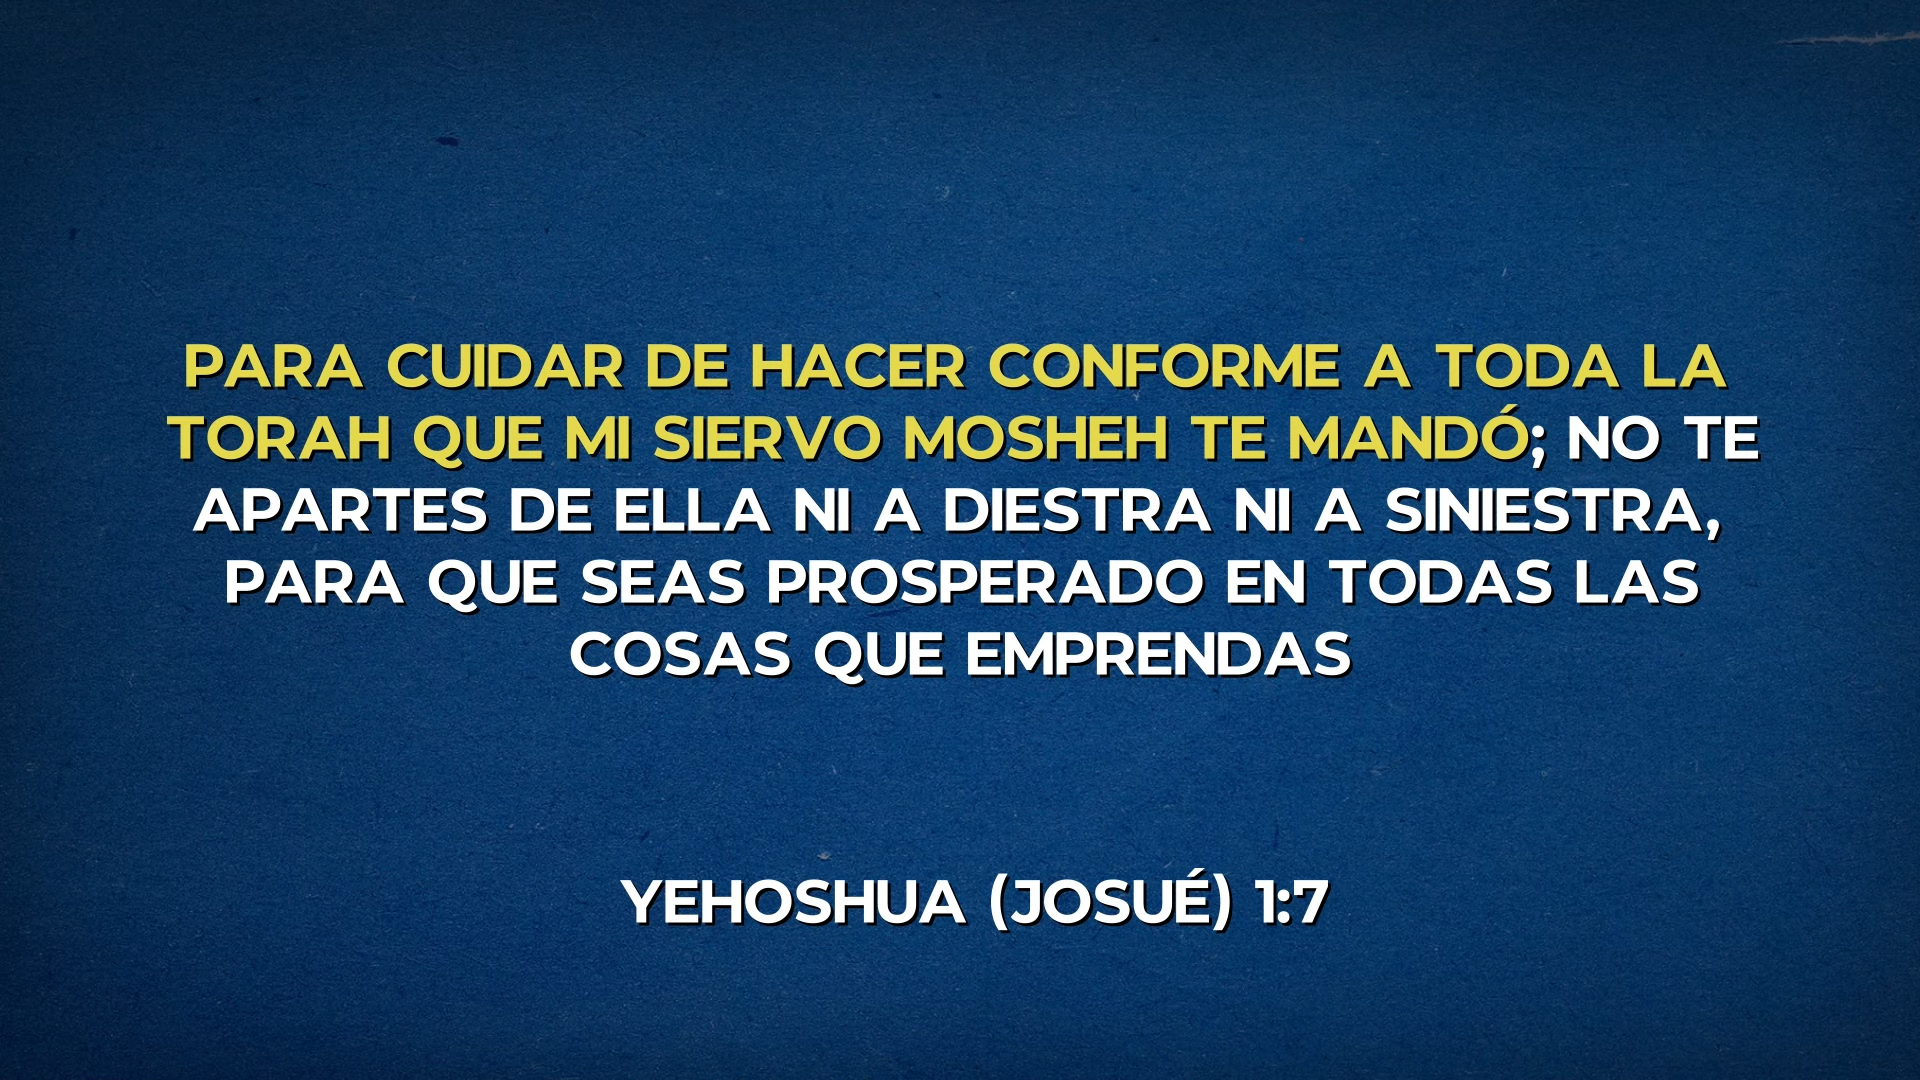 PARA CUIDAR DE HACER CONFORME A TODA LA
TORAH QUE MI SIERVO MOSHEH TE MANDÓ; NO TE
APARTES DE ELLA NI A DIESTRA NI A SINIESTRA,
PARA QUE SEAS PROSPERADO EN TODAS LAS
COSAS QUE EMPRENDAS
YEHOSHUA (JOSUÉ) 1:7